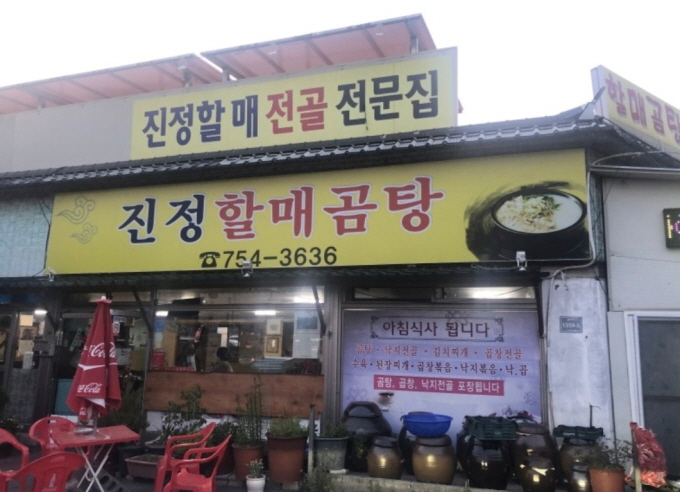 진정할매전골전문집
할매곰탕
진정할매곰탕
☎754-3636
아침식사 됩니다
곰탕 · 낙지전골 · 김치찌개 · 곱창전골
수육 · 된장찌개 · 곱창볶음 · 낙지볶음 · 낙.곱
곰탕, 곱창, 낙지전골 포장됩니다
Coca-Cola
Coca-Cola